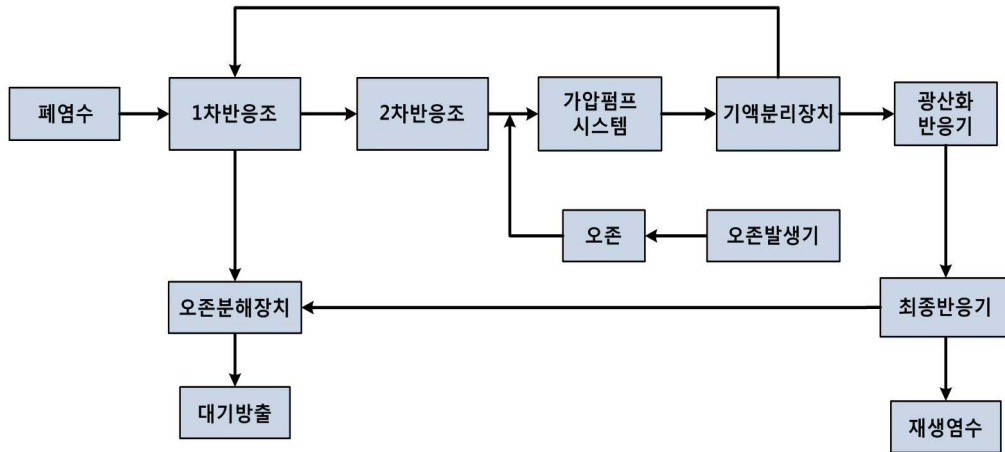 폐염수
1차반응조
2차반응조
가압펌프
시스템
기액분리장치
광산화
반응기
오존
오존발생기
오존분해장치
최종반응기
대기방출
재생염수